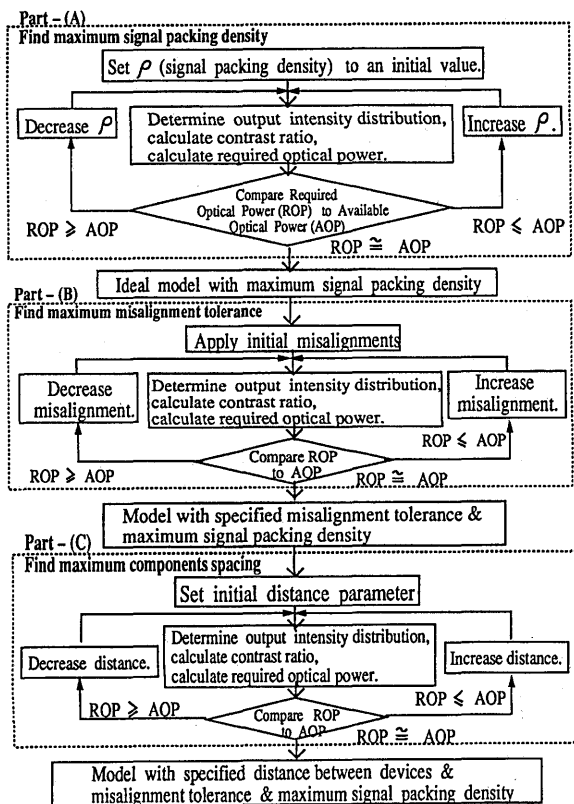 Part – (A)
Find maximum signal packing density
Set ρ (signal packing density) to an initial value.
Decrease ρ
Determine output intensity distribution,
calculate contrast ratio,
calculate required optical power.
Increase ρ.
Compare Required
Optical Power (ROP) to Available
Optical Power (AOP)
ROP ⩾ AOP
ROP ⩽ AOP
ROP ≅ AOP
Ideal model with maximum signal packing density
Part – (B)
Find maximum misalignment tolerance
Apply initial misalignments
Decrease
misalignment.
Determine output intensity distribution,
calculate contrast ratio,
calculate required optical power.
Increase
misalignment.
ROP ⩽ AOP
Compare ROP
to AOP
ROP ⩾ AOP
ROP ≅ AOP
Model with specified misalignment tolerance &
maximum signal packing density
Part – (C)
Find maximum components spacing
Set initial distance parameter
Decrease distance.
Determine output intensity distribution,
calculate contrast ratio,
calculate required optical power.
Increase distance.
ROP ⩾ AOP
ROP ⩽ AOP
Compare ROP
to AOP
ROP ≅ AOP
Model with specified distance between devices &
misalignment tolerance & maximum signal packing density